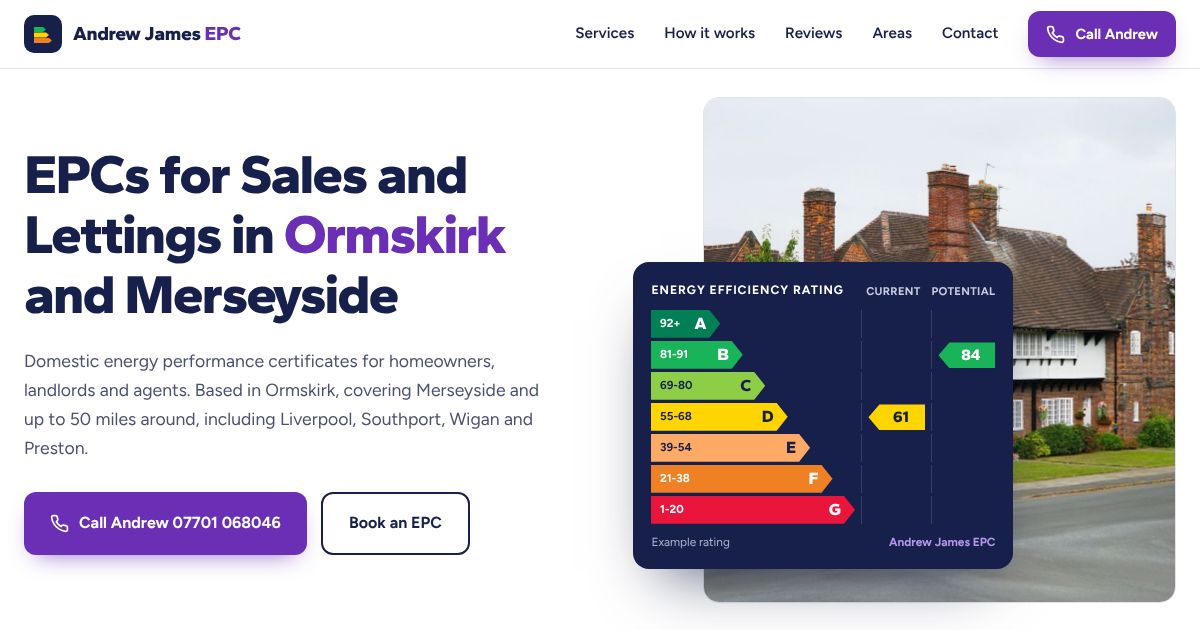 Andrew James EPC
Services
How it works
Reviews
Areas
Contact
Call Andrew
EPCs for Sales and
Lettings in Ormskirk
and Merseyside
Domestic energy performance certificates for homeowners,
landlords and agents. Based in Ormskirk, covering Merseyside and
up to 50 miles around, including Liverpool, Southport, Wigan and
Preston.
Call Andrew 07701 068046
Book an EPC
ENERGY EFFICIENCY RATING
CURRENT
POTENTIAL
92+ A
81-91 B
84
69-80 C
55-68 D
61
39-54 E
21-38 F
1-20 G
Example rating
Andrew James EPC